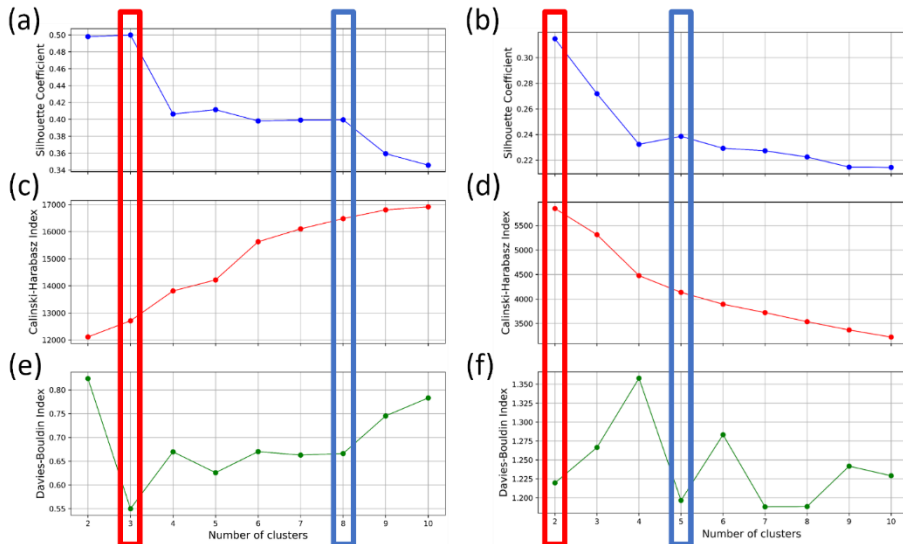 (a)
Silhouette Coefficient
0.50
0.48
0.46
0.44
0.42
0.40
0.38
0.36
0.34
(b)
Silhouette Coefficient
0.30
0.28
0.26
0.24
0.22
(c)
Calinski-Harabasz Index
17000
16000
15000
14000
13000
12000
(d)
Calinski-Harabasz Index
5500
5000
4500
4000
3500
(e)
Davies-Bouldin Index
0.80
0.75
0.70
0.65
0.60
0.55
2 3 4 5 6 7 8 9 10
Number of clusters
(f)
Davies-Bouldin Index
1.350
1.325
1.300
1.275
1.250
1.225
1.200
2 3 4 5 6 7 8 9 10
Number of clusters